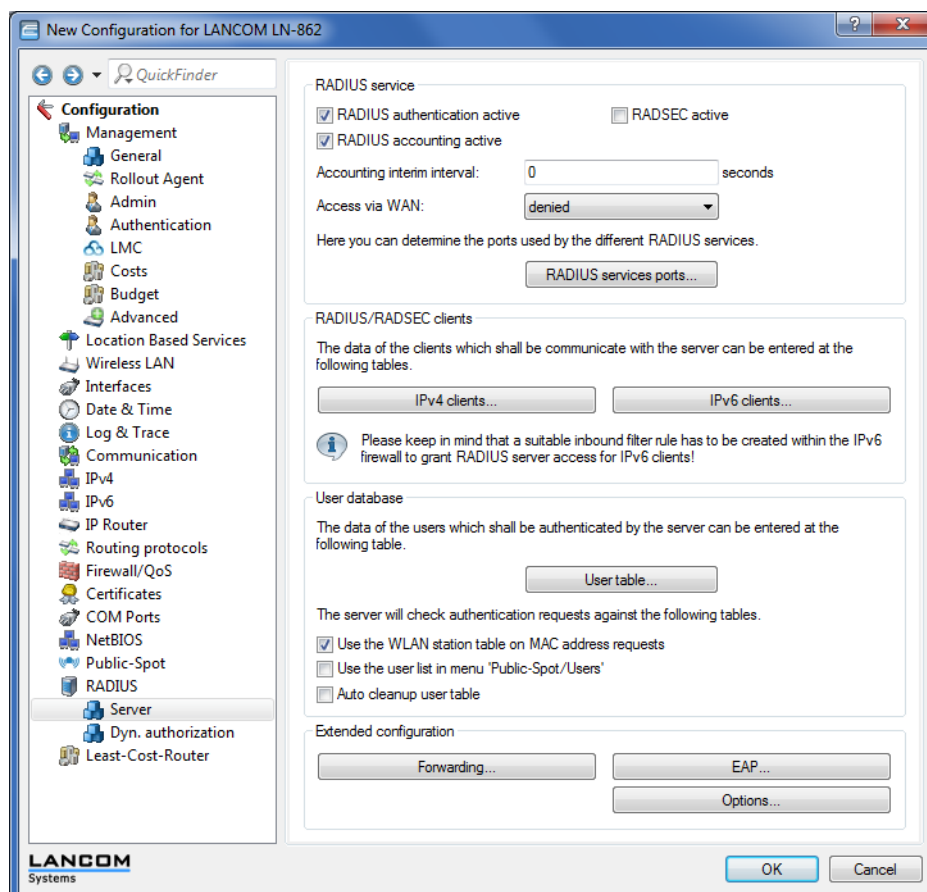 New Configuration for LANCOM LN-862
QuickFinder
Configuration
Management
General
Rollout Agent
Admin
Authentication
LMC
Costs
Budget
Advanced
Location Based Services
Wireless LAN
Interfaces
Date & Time
Log & Trace
Communication
IPv4
IPv6
IP Router
Routing protocols
Firewall/QoS
Certificates
COM Ports
NetBIOS
Public-Spot
RADIUS
Server
Dyn. authorization
Least-Cost-Router
RADIUS service
RADIUS authentication active
RADSEC active
RADIUS accounting active
Accounting interim interval: 0 seconds
Access via WAN: denied
Here you can determine the ports used by the different RADIUS services.
RADIUS services ports...
RADIUS/RADSEC clients
The data of the clients which shall be communicate with the server can be entered at the
following tables.
IPv4 clients...
IPv6 clients...
Please keep in mind that a suitable inbound filter rule has to be created within the IPv6
firewall to grant RADIUS server access for IPv6 clients!
User database
The data of the users which shall be authenticated by the server can be entered at the
following table.
User table...
The server will check authentication requests against the following tables.
Use the WLAN station table on MAC address requests
Use the user list in menu 'Public-Spot/Users'
Auto cleanup user table
Extended configuration
Forwarding...
EAP...
Options...
LANCOM
Systems
OK
Cancel